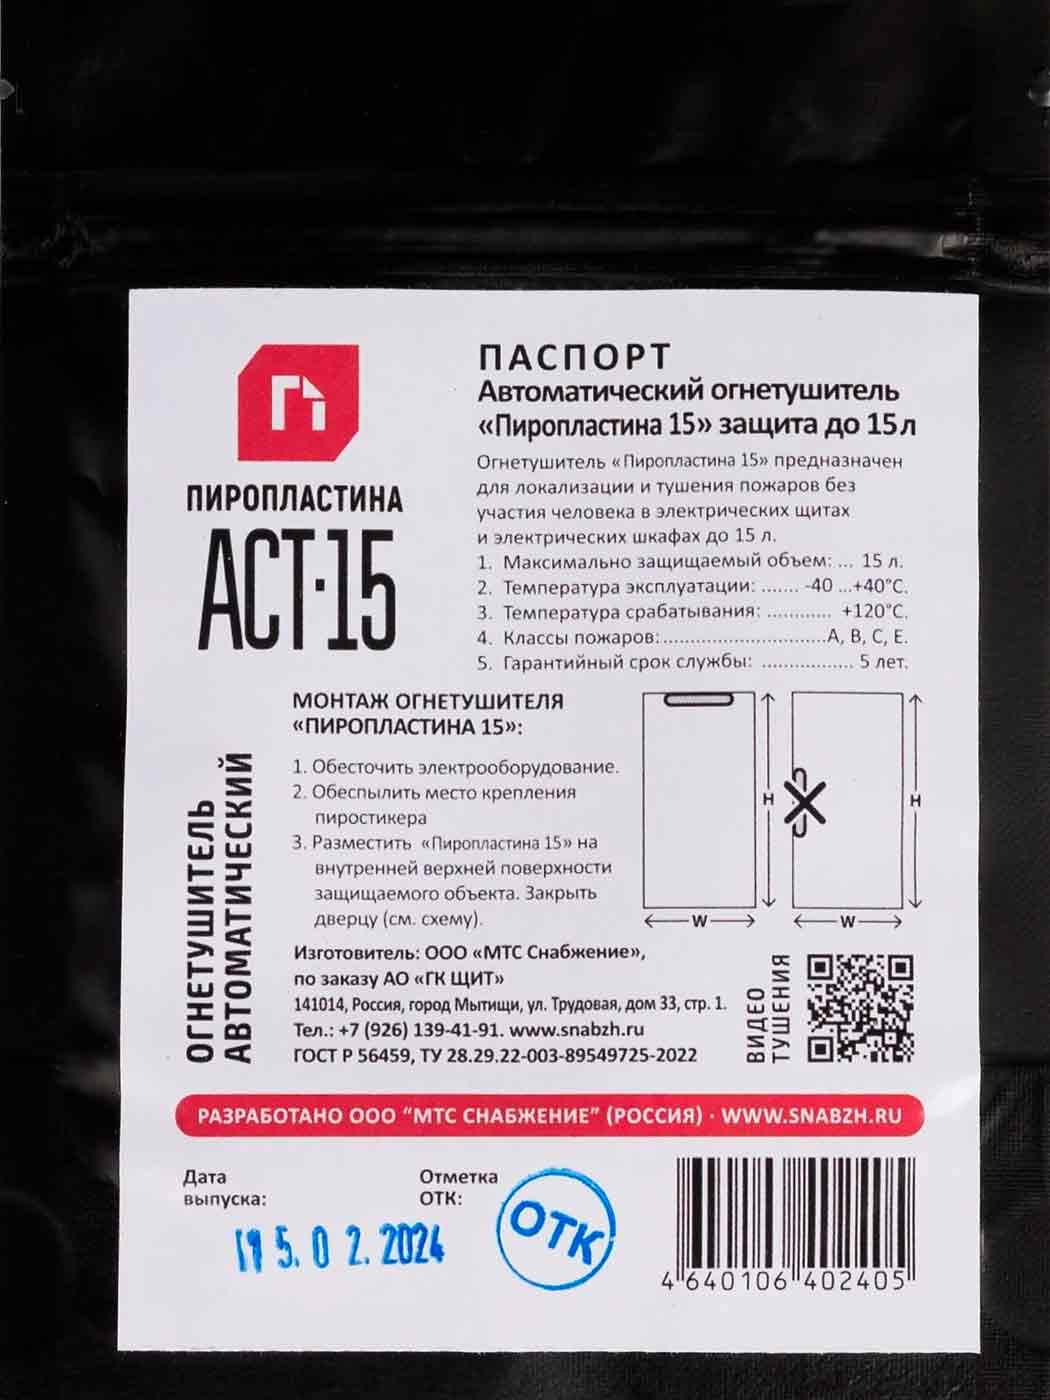 ПИРОПЛАСТИНА
АСТ·15
ПАСПОРТ
Автоматический огнетушитель
«Пиропластина 15» защита до 15 л
Огнетушитель «Пиропластина 15» предназначен
для локализации и тушения пожаров без
участия человека в электрических щитах
и электрических шкафах до 15 л.
1. Максимально защищаемый объем: ... 15 л.
2. Температура эксплуатации: ....... -40 ...+40°С.
3. Температура срабатывания: ............ +120°С.
4. Классы пожаров:.............................А, В, С, Е.
5. Гарантийный срок службы: ................. 5 лет.
МОНТАЖ ОГНЕТУШИТЕЛЯ
«ПИРОПЛАСТИНА 15»:
1. Обесточить электрооборудование.
2. Обеспылить место крепления
пиростикера
3. Разместить «Пиропластина 15» на
внутренней верхней поверхности
защищаемого объекта. Закрыть
дверцу (см. схему).
H
W
H
W
ОГНЕТУШИТЕЛЬ
АВТОМАТИЧЕСКИЙ
Изготовитель: ООО «МТС Снабжение»,
по заказу АО «ГК ЩИТ»
141014, Россия, город Мытищи, ул. Трудовая, дом 33, стр. 1.
Тел.: +7 (926) 139-41-91. www.snabzh.ru
ГОСТ Р 56459, ТУ 28.29.22-003-89549725-2022
ВИДЕО
ТУШЕНИЯ
РАЗРАБОТАНО ООО “МТС СНАБЖЕНИЕ” (РОССИЯ) · WWW.SNABZH.RU
Дата
выпуска:
5.02.2024
Отметка
ОТК:
ОТК
4 640106 402405